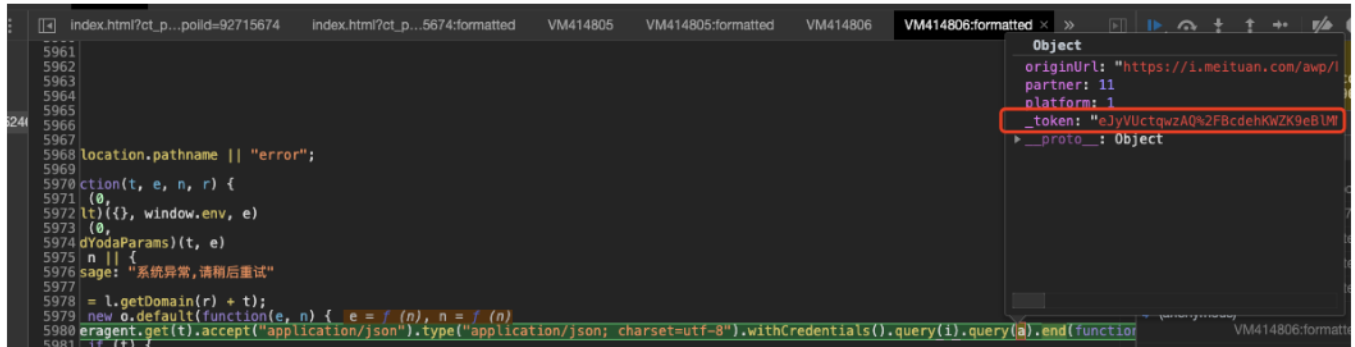 index.html?ct_p...poiid=92715674 index.html?ct_p...5674:formatted VM414805 VM414805:formatted VM414806 VM414806:formatted × »
Object
originUrl: "https://i.meituan.com/awp/
partner: 11
platform: 1
_token: "eJyVUctqwzAQ%2FBcdehKWZK9eBlM
▶__proto__: Object
5961
5962
5963
5964
5965
5246 5966
5967
5968 location.pathname || "error";
5969
5970 ction(t, e, n, r) {
5971 (0,
5972 lt)({}, window.env, e)
5973 (0,
5974 dYodaParams)(t, e)
5975 n || {
5976 sage: "系统异常,请稍后重试"
5977
5978 = l.getDomain(r) + t);
5979 new o.default(function(e, n) { e = ƒ (n), n = ƒ (n)
5980 eragent.get(t).accept("application/json").type("application/json; charset=utf-8").withCredentials().query(i).query(a).end(function
5981 if (t) {
(anonymous)
VM414806:formatte